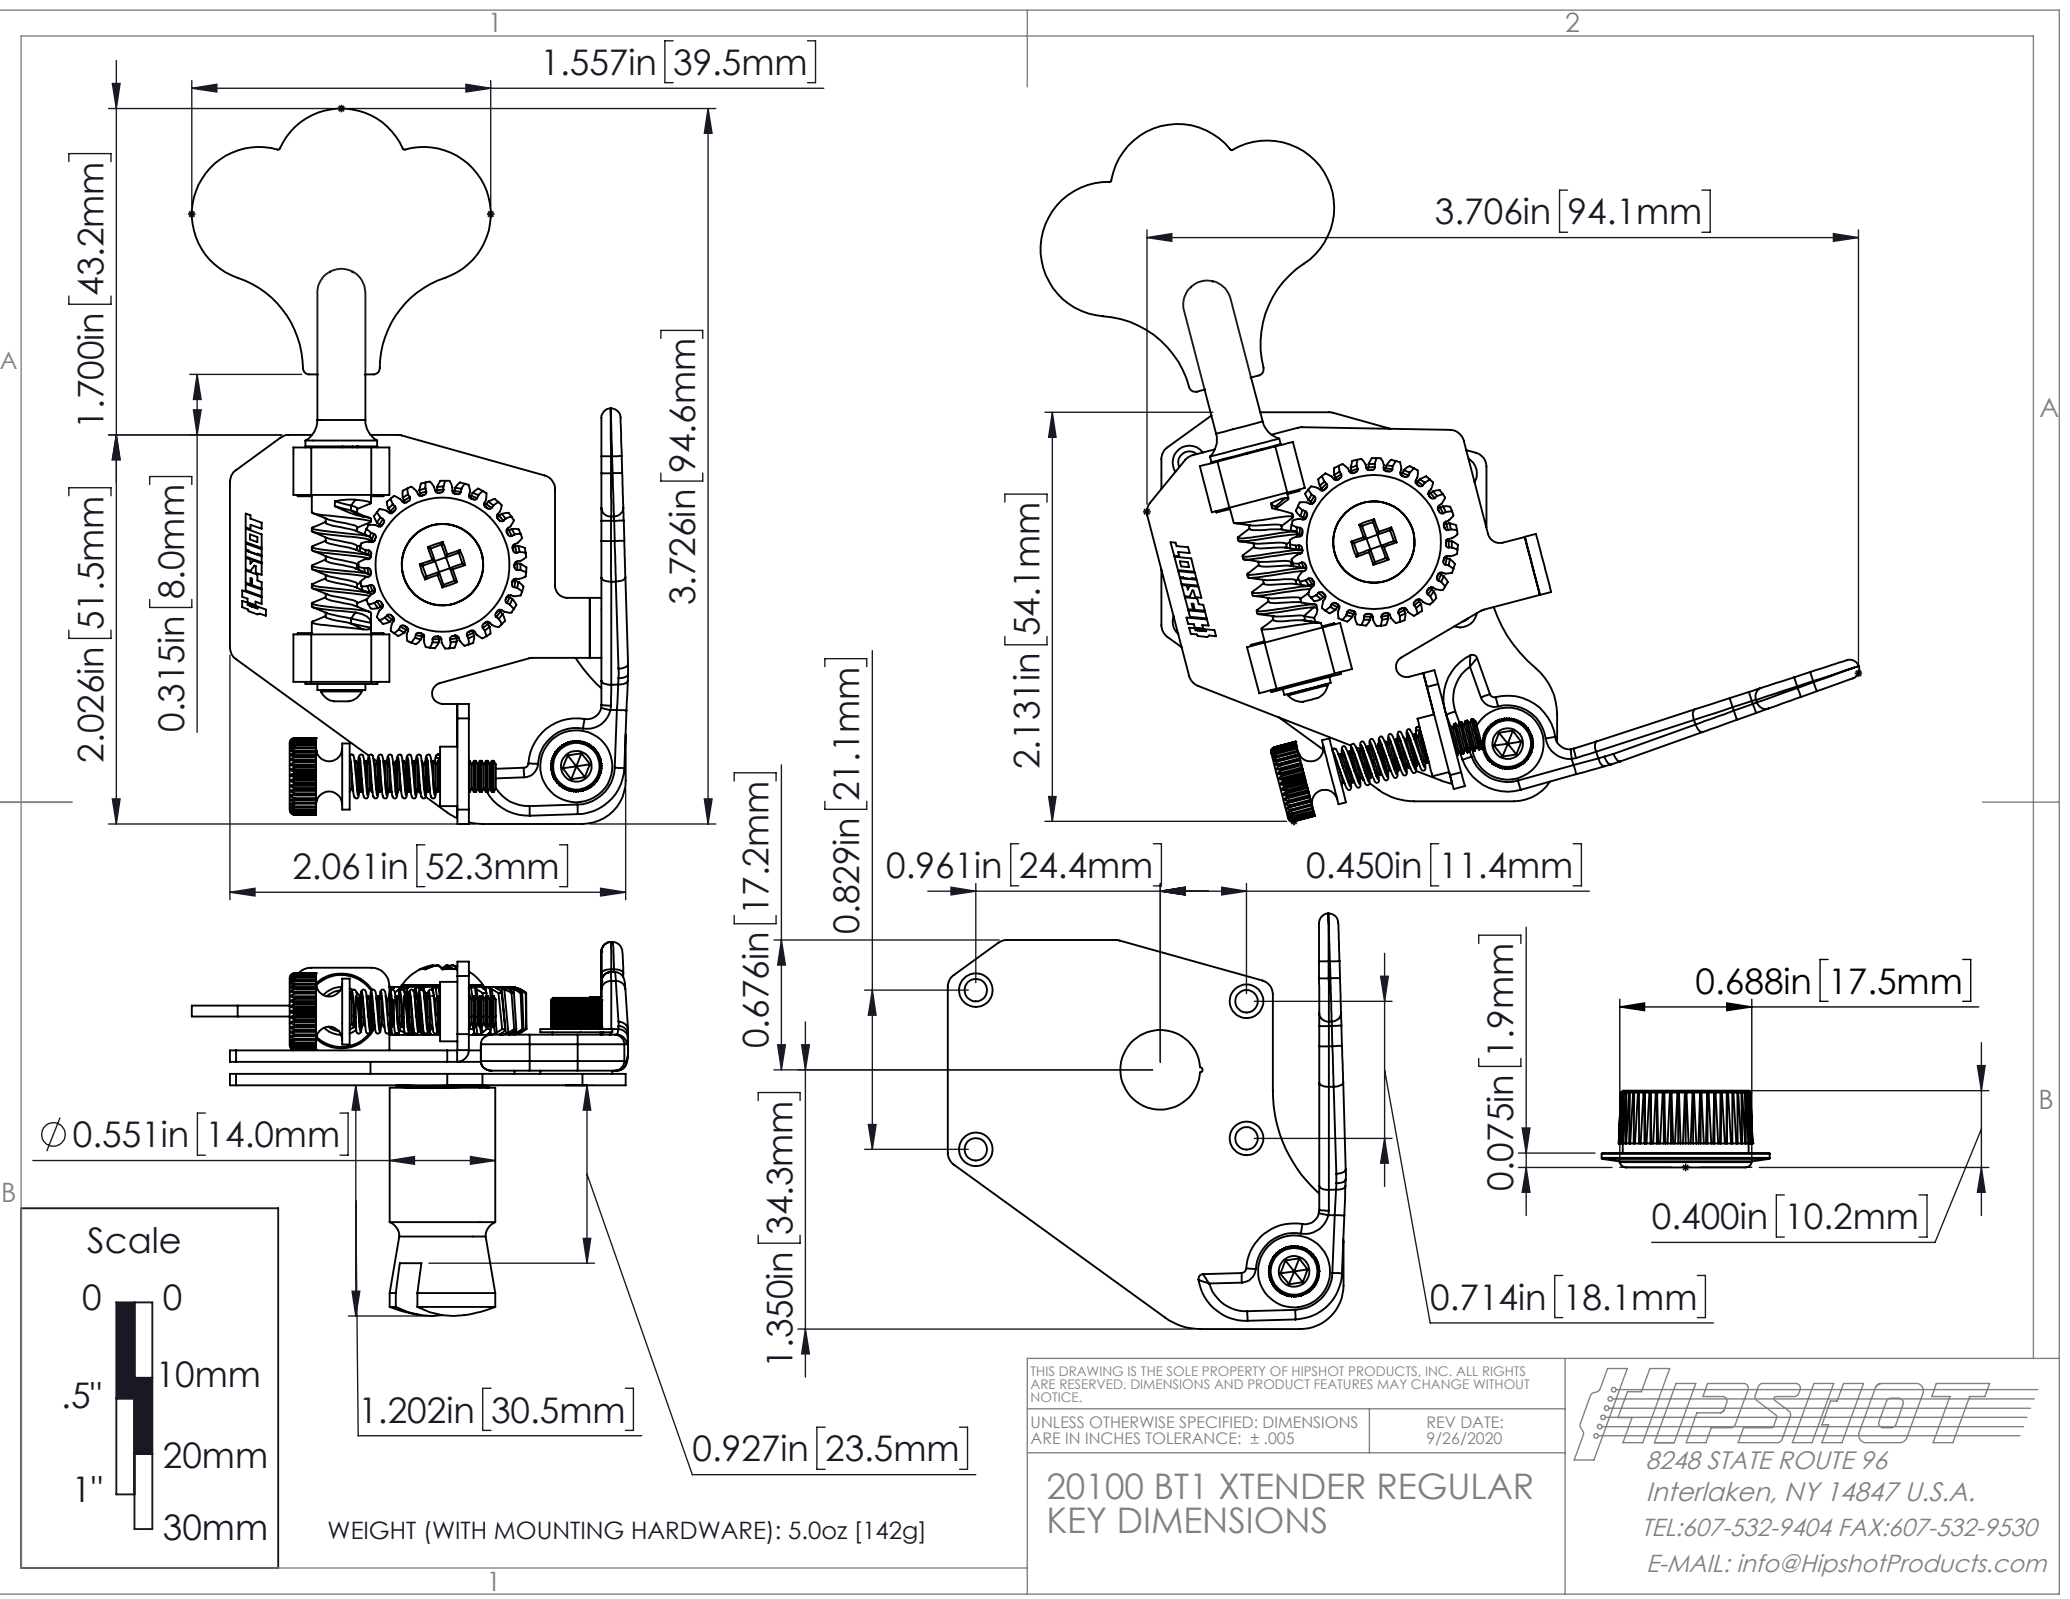 1
2
1.557in[39.5mm]
1.700in[43.2mm]
3.706in[94.1mm]
3.726in[94.6mm]
A
A
2.026in[51.5mm]
0.315in[8.0mm]
HIPSHOT
HIPSHOT
2.131in[54.1mm]
2.061in[52.3mm]
0.676in[17.2mm]
0.829in[21.1mm]
0.961in[24.4mm]
0.450in[11.4mm]
0.075in[1.9mm]
0.688in[17.5mm]
Ø0.551in[14.0mm]
B
B
1.350in[34.3mm]
0.400in[10.2mm]
0.714in[18.1mm]
1.202in[30.5mm]
0.927in[23.5mm]
Scale
0 0
10mm
.5"
20mm
1"
30mm
WEIGHT (WITH MOUNTING HARDWARE): 5.0oz [142g]
1
THIS DRAWING IS THE SOLE PROPERTY OF HIPSHOT PRODUCTS, INC. ALL RIGHTS
ARE RESERVED. DIMENSIONS AND PRODUCT FEATURES MAY CHANGE WITHOUT
NOTICE.
UNLESS OTHERWISE SPECIFIED: DIMENSIONS
ARE IN INCHES TOLERANCE: ± .005
REV DATE:
9/26/2020
20100 BT1 XTENDER REGULAR
KEY DIMENSIONS
HIPSHOT
8248 STATE ROUTE 96
Interlaken, NY 14847 U.S.A.
TEL:607-532-9404 FAX:607-532-9530
E-MAIL: info@HipshotProducts.com